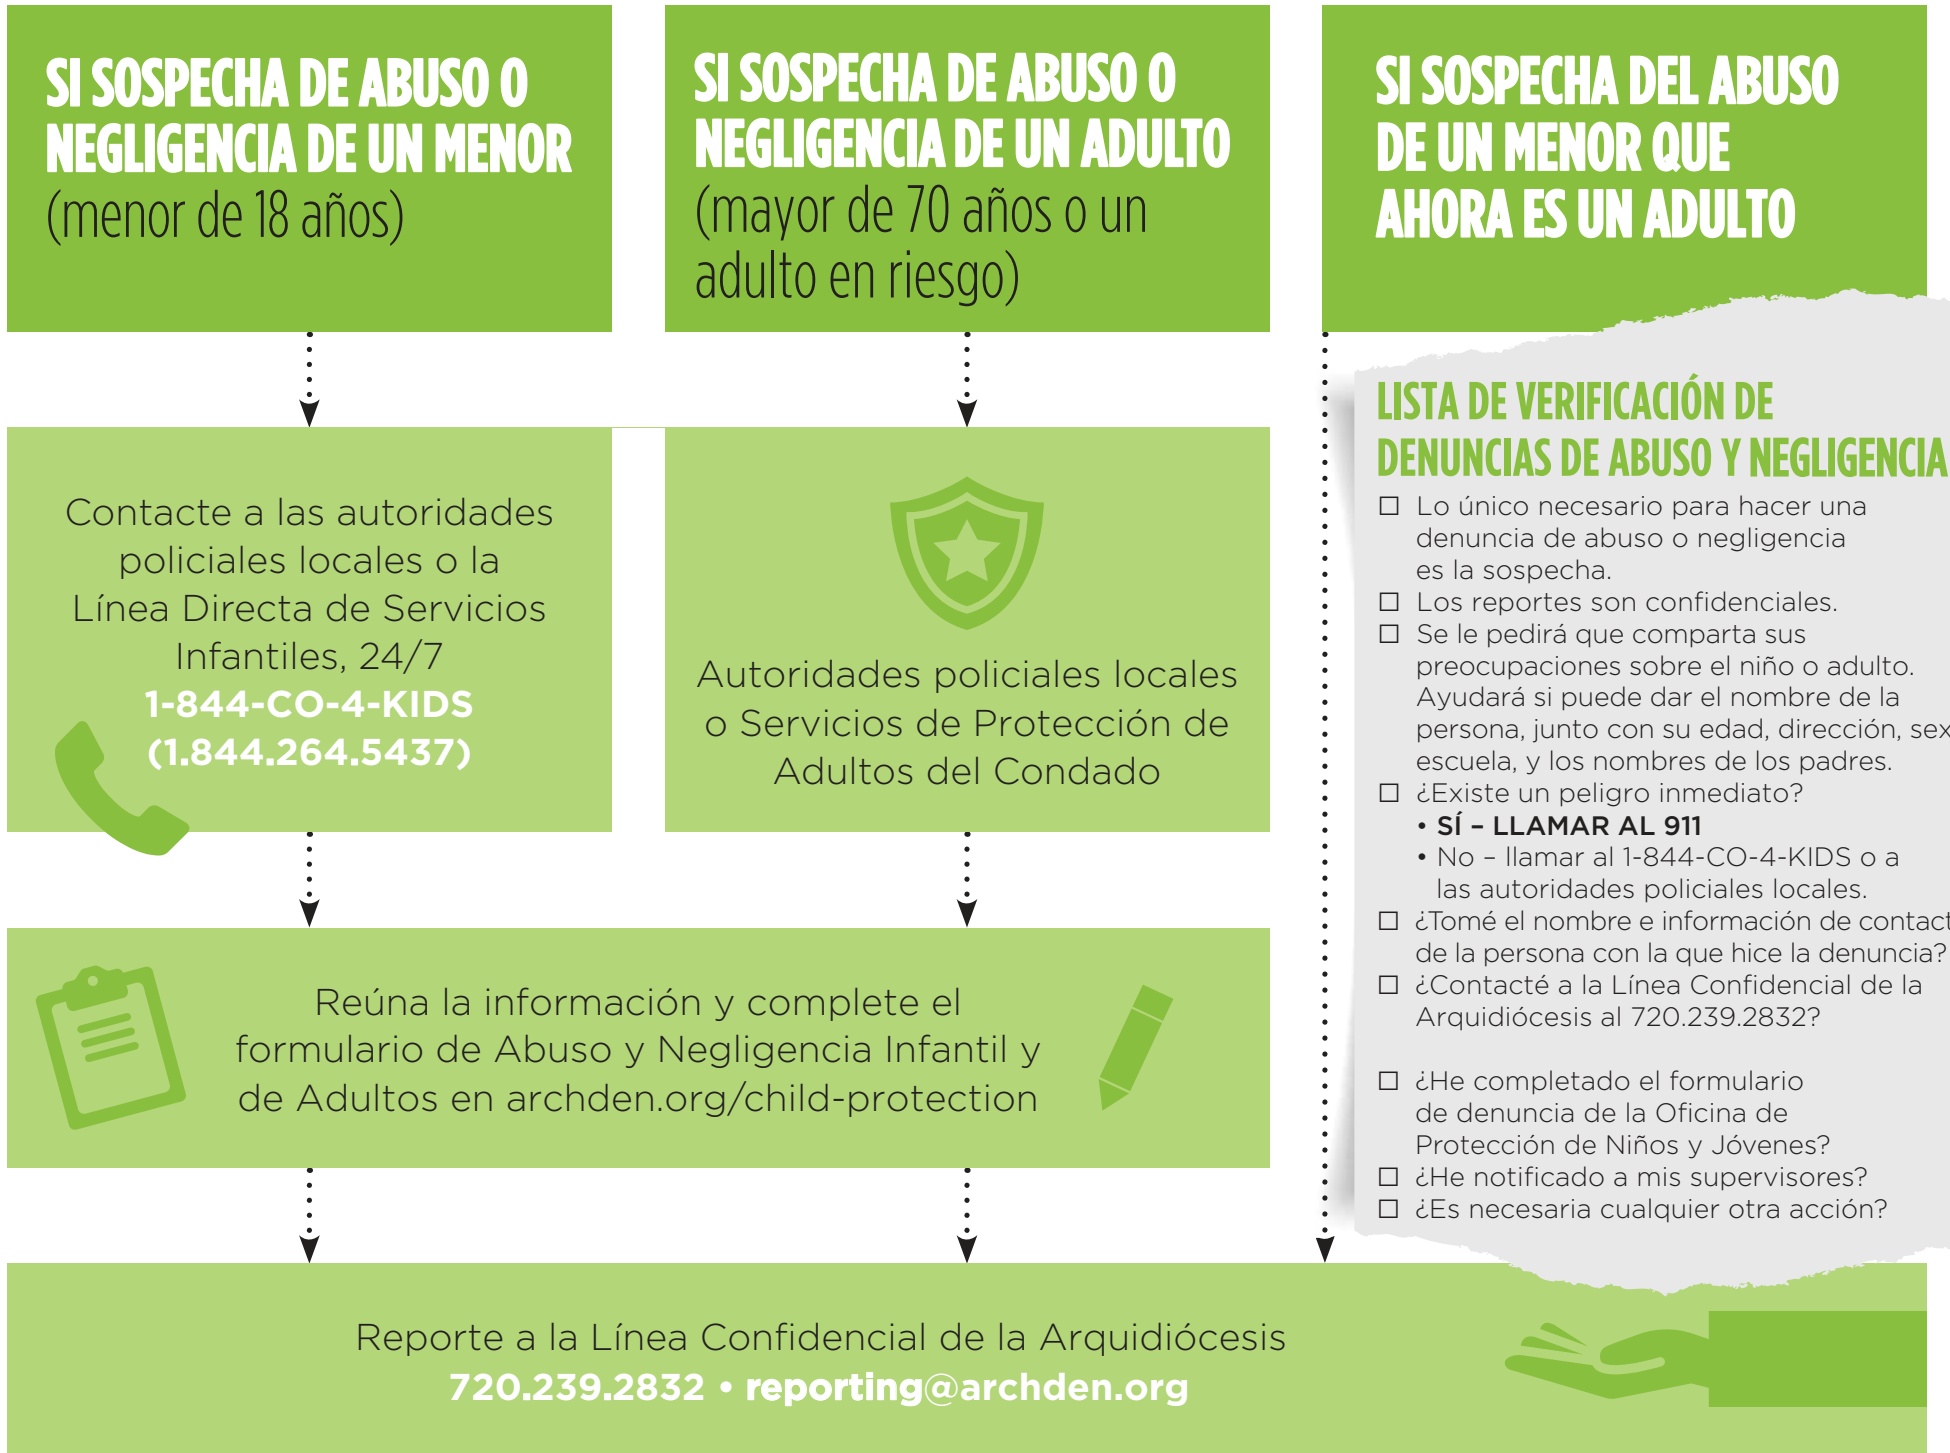 SI SOSPECHA DE ABUSO O
NEGLIGENCIA DE UN MENOR
(menor de 18 años)
SI SOSPECHA DE ABUSO O
NEGLIGENCIA DE UN ADULTO
(mayor de 70 años o un
adulto en riesgo)
SI SOSPECHA DEL ABUSO
DE UN MENOR QUE
AHORA ES UN ADULTO
Contacte a las autoridades
policiales locales o la
Línea Directa de Servicios
Infantiles, 24/7
1-844-CO-4-KIDS
(1.844.264.5437)
Autoridades policiales locales
o Servicios de Protección de
Adultos del Condado
Reúna la información y complete el
formulario de Abuso y Negligencia Infantil y
de Adultos en archden.org/child-protection
LISTA DE VERIFICACIÓN DE
DENUNCIAS DE ABUSO Y NEGLIGENCIA
☐ Lo único necesario para hacer una
denuncia de abuso o negligencia
es la sospecha.
☐ Los reportes son confidenciales.
☐ Se le pedirá que comparta sus
preocupaciones sobre el niño o adulto.
Ayudará si puede dar el nombre de la
persona, junto con su edad, dirección, sex
escuela, y los nombres de los padres.
☐ ¿Existe un peligro inmediato?
• SÍ – LLAMAR AL 911
• No – llamar al 1-844-CO-4-KIDS o a
las autoridades policiales locales.
☐ ¿Tomé el nombre e información de contact
de la persona con la que hice la denuncia?
☐ ¿Contacté a la Línea Confidencial de la
Arquidiócesis al 720.239.2832?
☐ ¿He completado el formulario
de denuncia de la Oficina de
Protección de Niños y Jóvenes?
☐ ¿He notificado a mis supervisores?
☐ ¿Es necesaria cualquier otra acción?
Reporte a la Línea Confidencial de la Arquidiócesis
720.239.2832 • reporting@archden.org